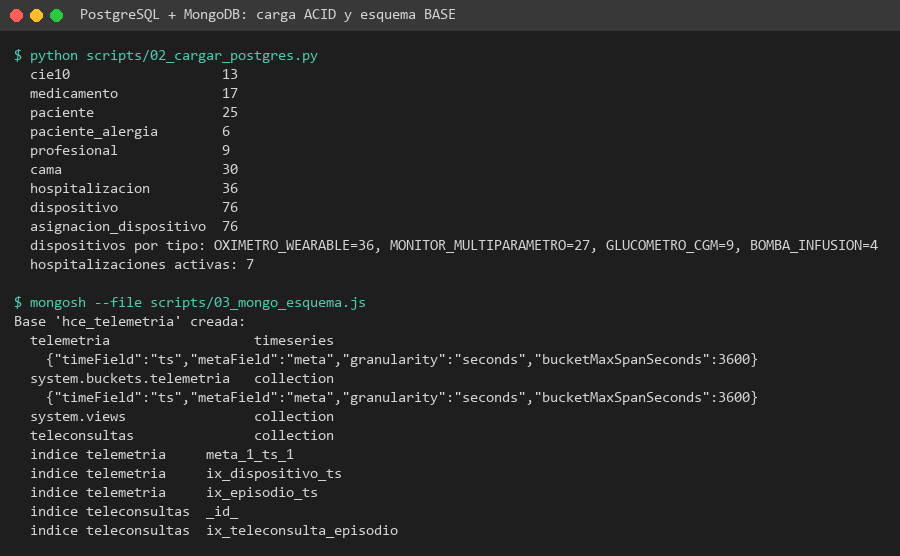 PostgreSQL + MongoDB: carga ACID y esquema BASE
$ python scripts/02_cargar_postgres.py
cie10 13
medicamento 17
paciente 25
paciente_alergia 6
profesional 9
cama 30
hospitalizacion 36
dispositivo 76
asignacion_dispositivo 76
dispositivos por tipo: OXIMETRO_WEARABLE=36, MONITOR_MULTIPARAMETRO=27, GLUCOMETRO_CGM=9, BOMBA_INFUSION=4
hospitalizaciones activas: 7
$ mongosh --file scripts/03_mongo_esquema.js
Base 'hce_telemetria' creada:
telemetria timeseries
{"timeField":"ts","metaField":"meta","granularity":"seconds","bucketMaxSpanSeconds":3600}
system.buckets.telemetria collection
{"timeField":"ts","metaField":"meta","granularity":"seconds","bucketMaxSpanSeconds":3600}
system.views collection
teleconsultas collection
indice telemetria meta_1_ts_1
indice telemetria ix_dispositivo_ts
indice telemetria ix_episodio_ts
indice teleconsultas _id_
indice teleconsultas ix_teleconsulta_episodio